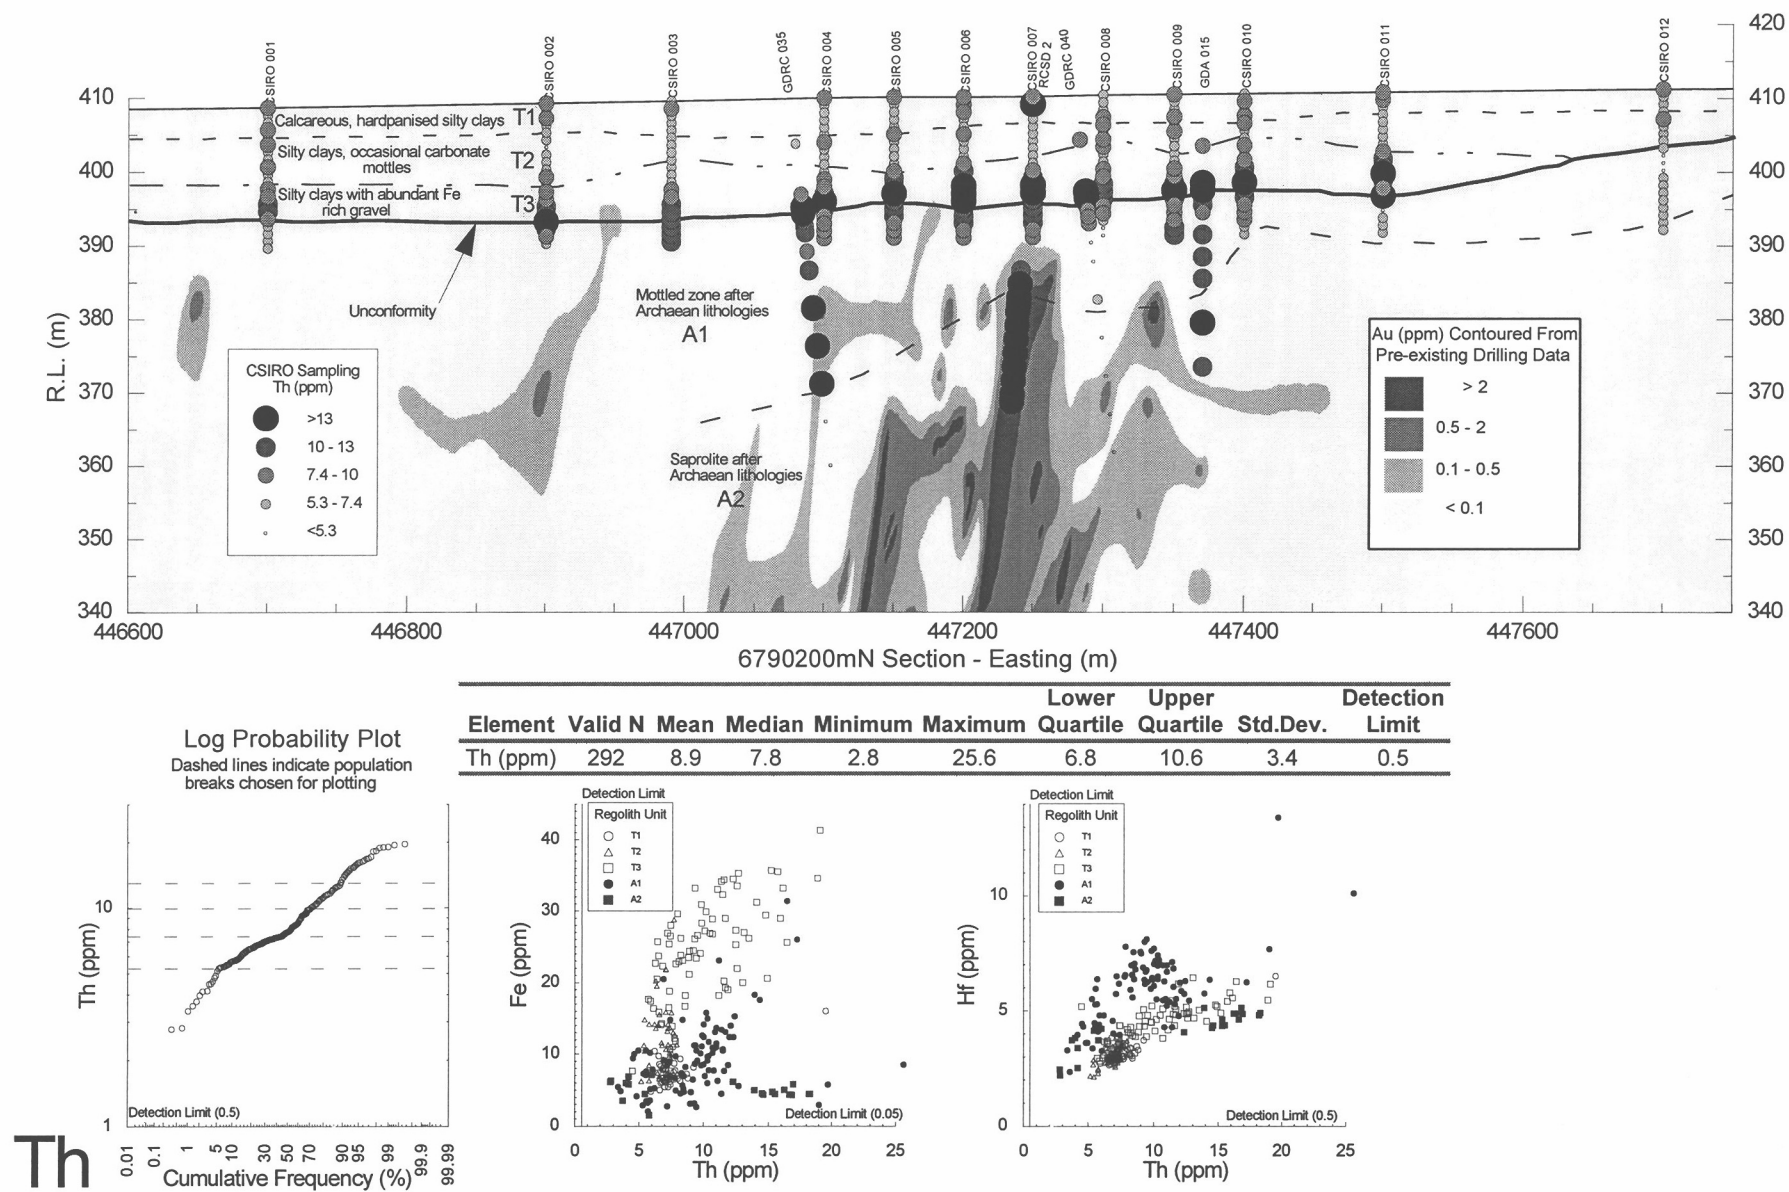 CSIRO 001
CSIRO 002
CSIRO 003
GDRC 035
CSIRO 004
CSIRO 005
CSIRO 006
CSIRO 007
RCSD 2
GDRC 040
CSIRO 008
CSIRO 009
GDA 015
CSIRO 010
CSIRO 011
CSIRO 012
420
410
400
390
380
370
360
350
340
R.L. (m)
410
400
390
380
370
360
350
340
Calcareous, hardpanised silty clays
T1
Silty clays, occasional carbonate
mottles
T2
Silty clays with abundant Fe
rich gravel
T3
Unconformity
Mottled zone after
Archaean lithologies
A1
Saprolite after
Archaean lithologies
A2
CSIRO Sampling
Th (ppm)
>13
10 - 13
7.4 - 10
5.3 - 7.4
<5.3
Au (ppm) Contoured From
Pre-existing Drilling Data
> 2
0.5 - 2
0.1 - 0.5
< 0.1
446600 446800 447000 447200 447400 447600
6790200mN Section - Easting (m)
Lower Upper Detection
Element Valid N Mean Median Minimum Maximum Quartile Quartile Std.Dev. Limit
Th (ppm) 292 8.9 7.8 2.8 25.6 6.8 10.6 3.4 0.5
Log Probability Plot
Dashed lines indicate population
breaks chosen for plotting
Th (ppm)
10
1
Detection Limit (0.5)
0.01 0.1 1 5 10 30 50 70 90 95 99 99.9 99.999
Cumulative Frequency (%)
Detection Limit
Regolith Unit
T1
T2
T3
A1
A2
Fe (ppm)
40
30
20
10
0
Detection Limit (0.05)
0 5 10 15 20 25
Th (ppm)
Detection Limit
Regolith Unit
T1
T2
T3
A1
A2
Hf (ppm)
10
5
0
Detection Limit (0.5)
0 5 10 15 20 25
Th (ppm)
Th